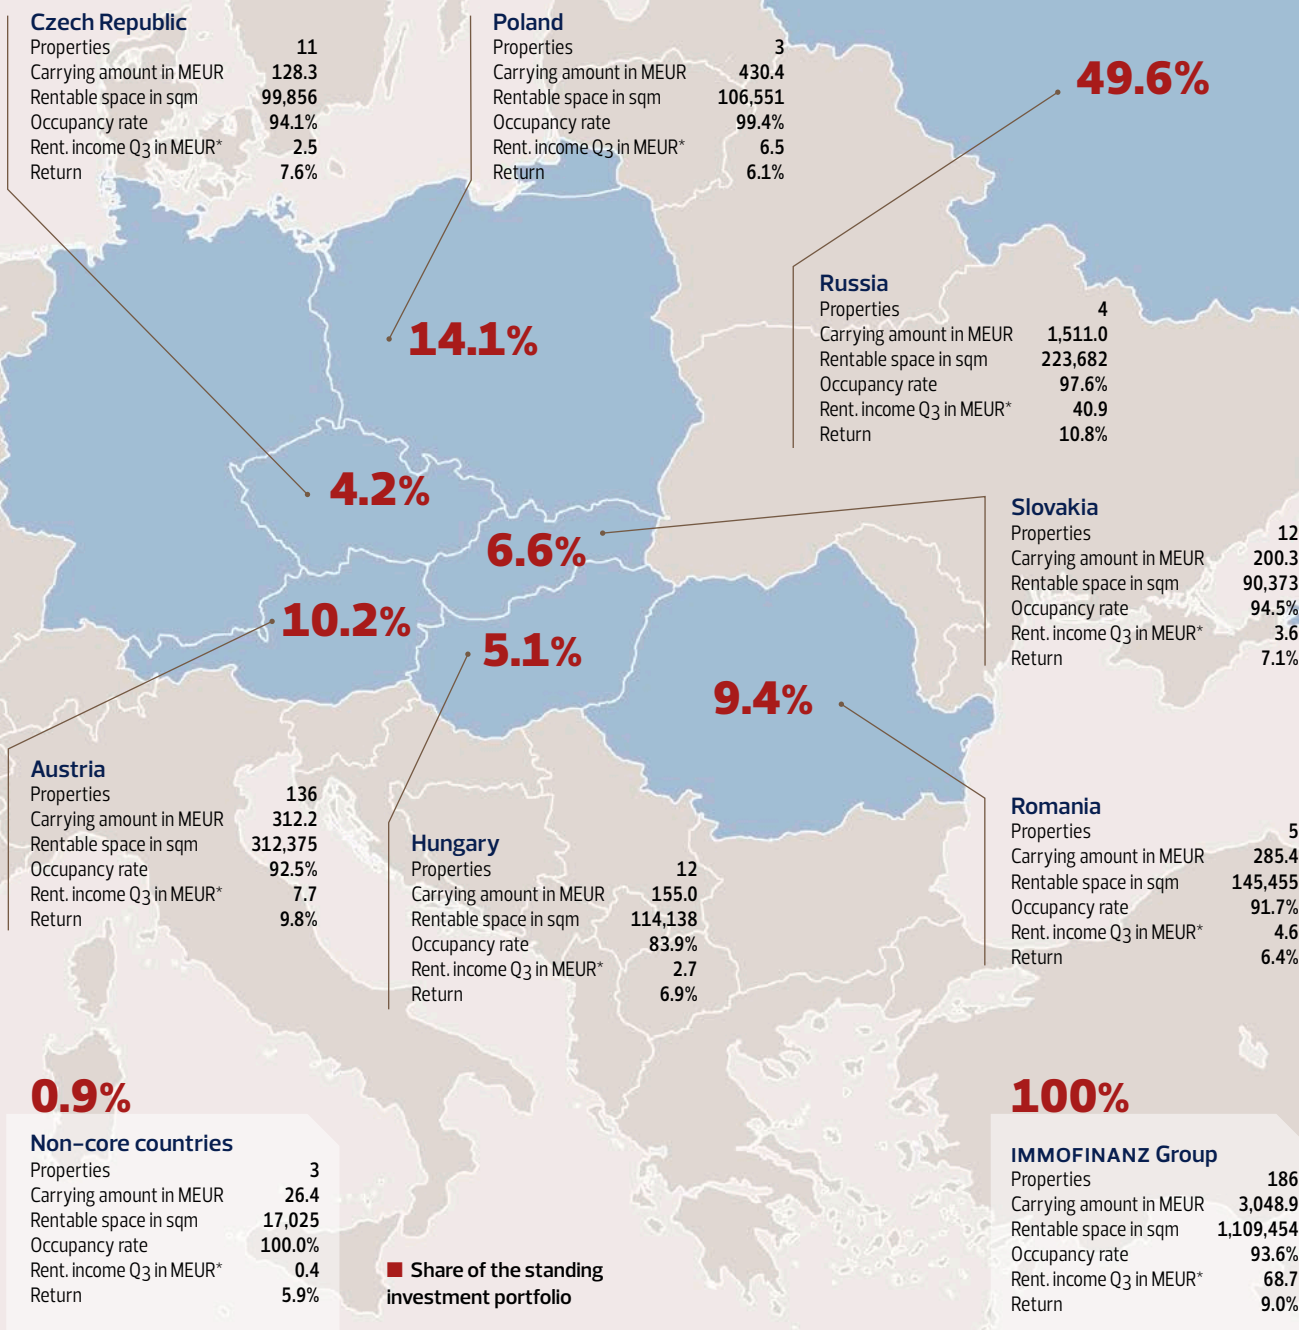 Czech Republic
Properties 11
Carrying amount in MEUR 128.3
Rentable space in sqm 99,856
Occupancy rate 94.1%
Rent. income Q3 in MEUR* 2.5
Return 7.6%
Poland
Properties 3
Carrying amount in MEUR 430.4
Rentable space in sqm 106,551
Occupancy rate 99.4%
Rent. income Q3 in MEUR* 6.5
Return 6.1%
49.6%
Russia
Properties 4
Carrying amount in MEUR 1,511.0
Rentable space in sqm 223,682
Occupancy rate 97.6%
Rent. income Q3 in MEUR* 40.9
Return 10.8%
14.1%
4.2%
6.6%
10.2%
5.1%
9.4%
Slovakia
Properties 12
Carrying amount in MEUR 200.3
Rentable space in sqm 90,373
Occupancy rate 94.5%
Rent. income Q3 in MEUR* 3.6
Return 7.1%
Austria
Properties 136
Carrying amount in MEUR 312.2
Rentable space in sqm 312,375
Occupancy rate 92.5%
Rent. income Q3 in MEUR* 7.7
Return 9.8%
Hungary
Properties 12
Carrying amount in MEUR 155.0
Rentable space in sqm 114,138
Occupancy rate 83.9%
Rent. income Q3 in MEUR* 2.7
Return 6.9%
Romania
Properties 5
Carrying amount in MEUR 285.4
Rentable space in sqm 145,455
Occupancy rate 91.7%
Rent. income Q3 in MEUR* 4.6
Return 6.4%
0.9%
Non-core countries
Properties 3
Carrying amount in MEUR 26.4
Rentable space in sqm 17,025
Occupancy rate 100.0%
Rent. income Q3 in MEUR* 0.4
Return 5.9%
Share of the standing
investment portfolio
100%
IMMOFINANZ Group
Properties 186
Carrying amount in MEUR 3,048.9
Rentable space in sqm 1,109,454
Occupancy rate 93.6%
Rent. income Q3 in MEUR* 68.7
Return 9.0%